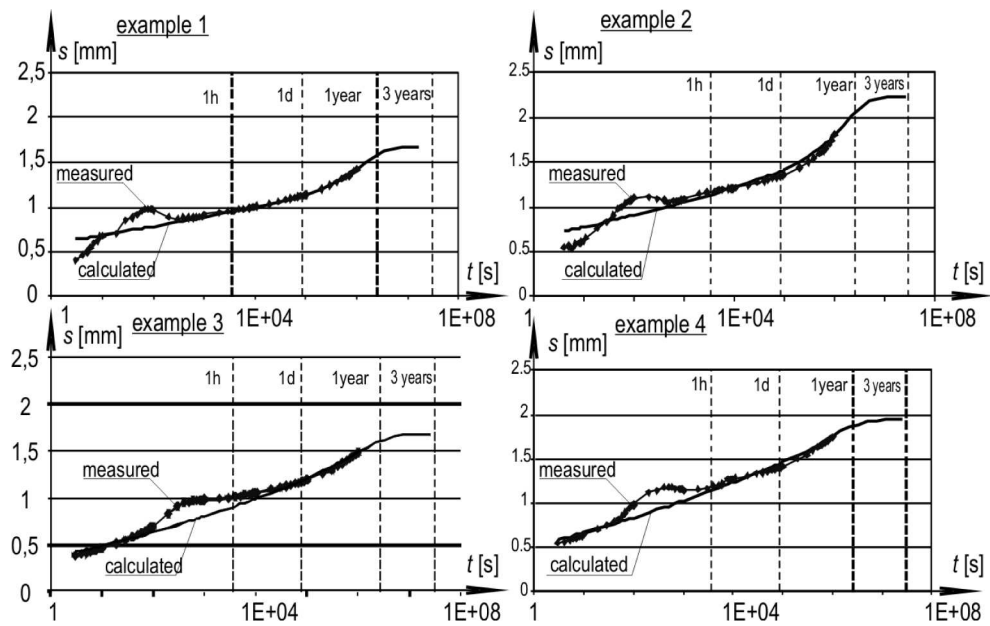 example 1
s [mm]
2,5
2
1,5
1
0,5
0
1h
1d
1year
3 years
measured
calculated
t [s]
1
1E+04
1E+08
example 2
s [mm]
2.5
2
1.5
1
0.5
0
1h
1d
1year
3 years
measured
calculated
t [s]
1
1E+04
1E+08
example 3
s [mm]
2,5
2
1,5
1
0,5
0
1h
1d
1year
3 years
measured
calculated
t [s]
1
1E+04
1E+08
example 4
s [mm]
2.5
2
1.5
1
0.5
0
1h
1d
1year
3 years
measured
calculated
t [s]
1
1E+04
1E+08